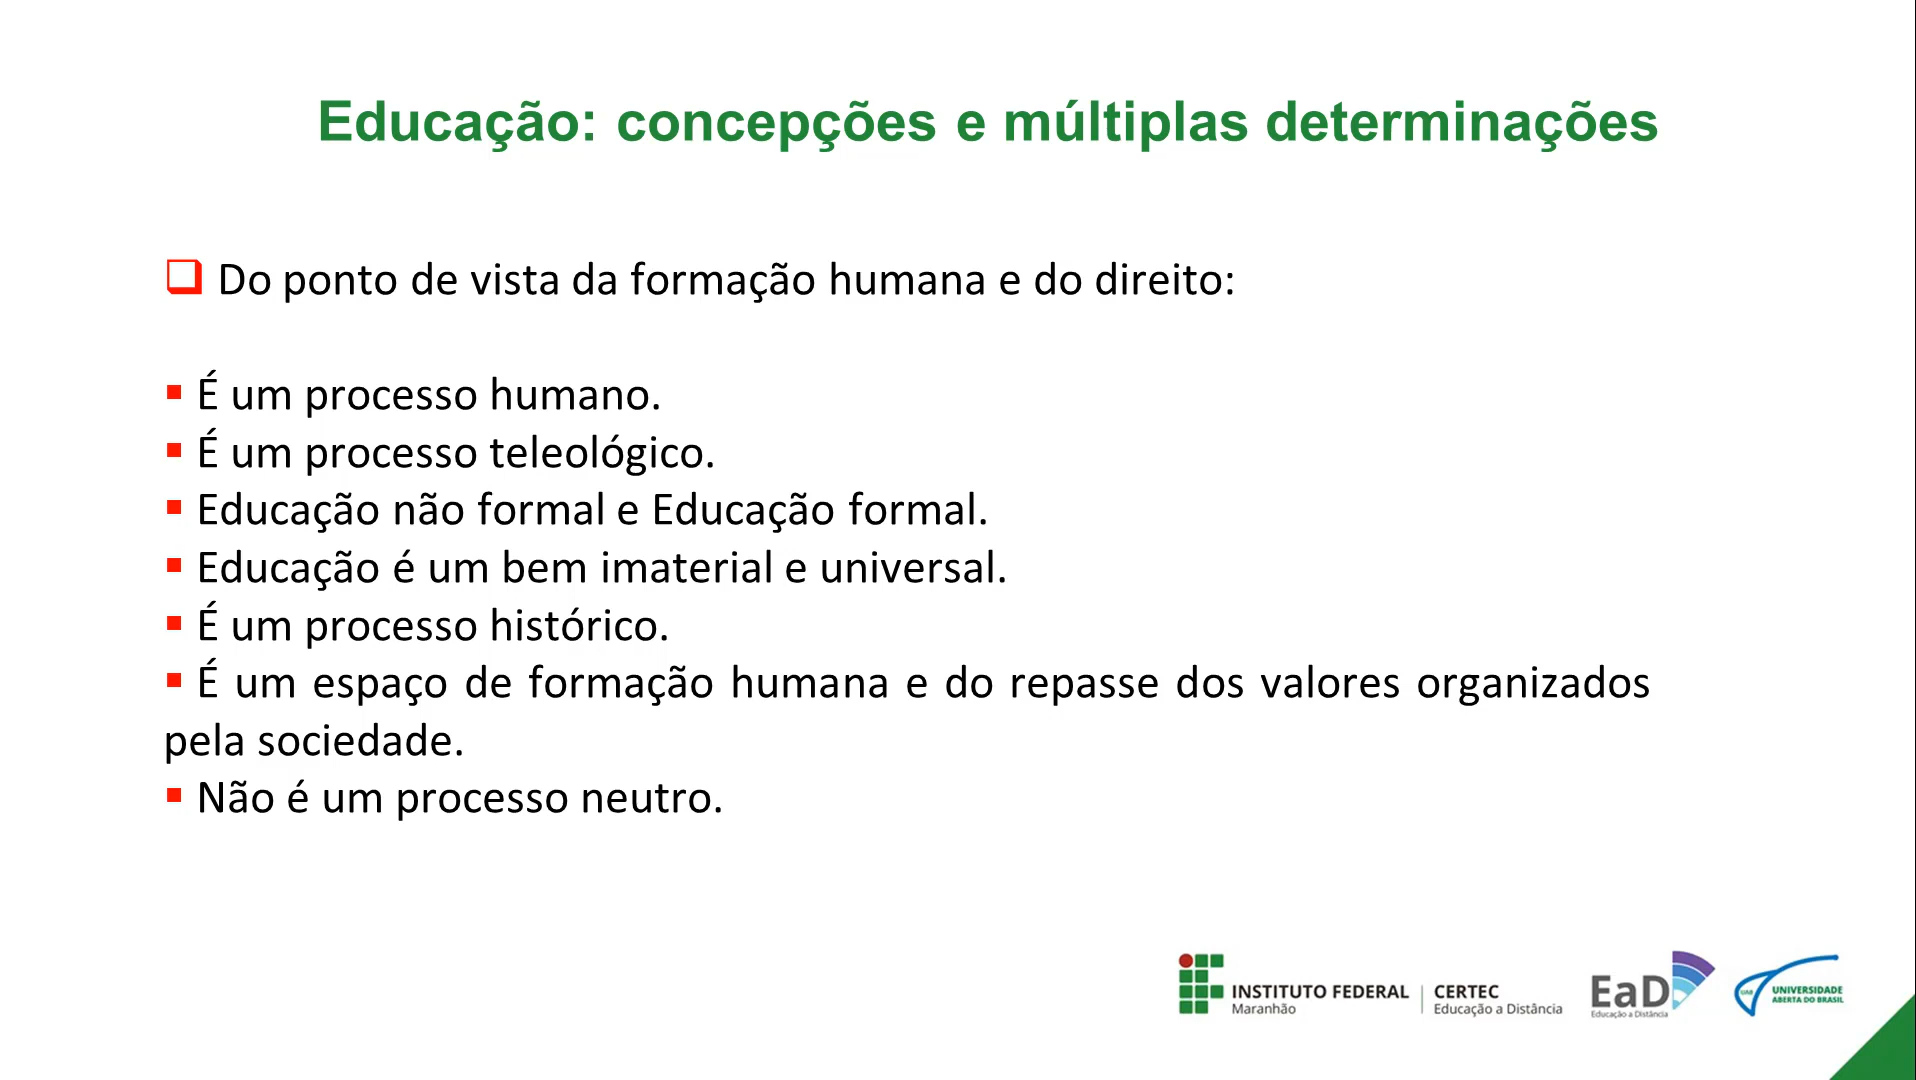 Educação: concepções e múltiplas determinações
Do ponto de vista da formação humana e do direito:
É um processo humano.
É um processo teleológico.
Educação não formal e Educação formal.
Educação é um bem imaterial e universal.
É um processo histórico.
É um espaço de formação humana e do repasse dos valores organizados
pela sociedade.
Não é um processo neutro.
INSTITUTO FEDERAL
Maranhão
CERTEC
Educação a Distância
EaD
Educação a Distância
UAB
UNIVERSIDADE
ABERTA DO BRASIL